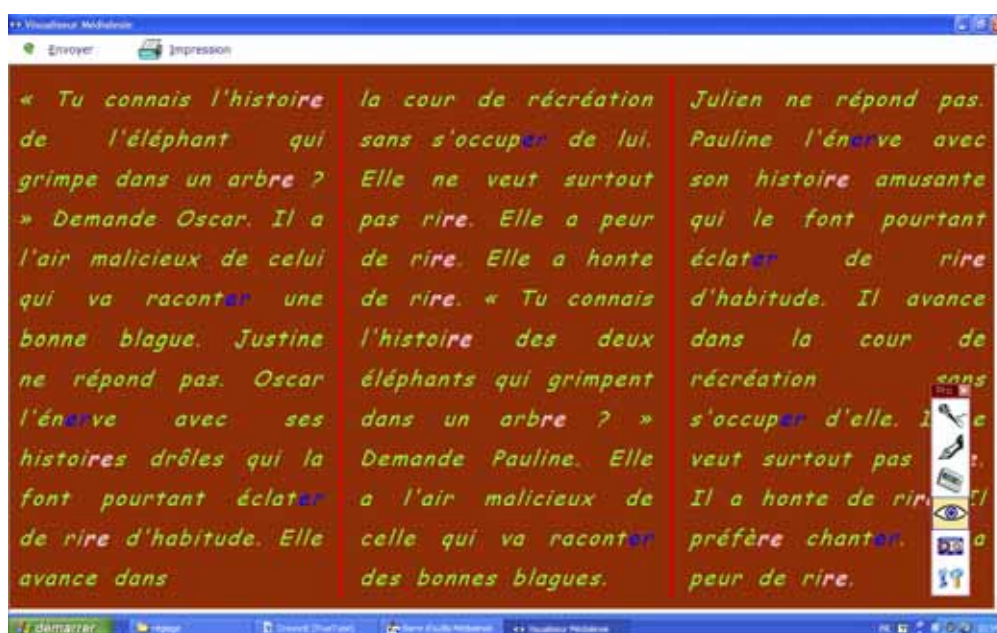 Visualiseur Médialexie
Envoyer
Impression
« Tu connais l'histoire
de l'éléphant qui
grimpe dans un arbre ?
» Demande Oscar. Il a
l'air malicieux de celui
qui va raconter une
bonne blague. Justine
ne répond pas. Oscar
l'énerve avec ses
histoires drôles qui la
font pourtant éclater
de rire d'habitude. Elle
avance dans
la cour de récréation
sans s'occuper de lui.
Elle ne veut surtout
pas rire. Elle a peur
de rire. Elle a honte
de rire. « Tu connais
l'histoire des deux
éléphants qui grimpent
dans un arbre ? »
Demande Pauline. Elle
a l'air malicieux de
celle qui va raconter
des bonnes blagues.
Julien ne répond pas.
Pauline l'énerve avec
son histoire amusante
qui le font pourtant
éclater de rire
d'habitude. Il avance
dans la cour de
récréation sans
s'occuper d'elle.
veut surtout pas
Il a honte de rire. Il
préfère chanter. a
peur de rire.
démarrer
réglage
Visualiseur Médialexie
FR